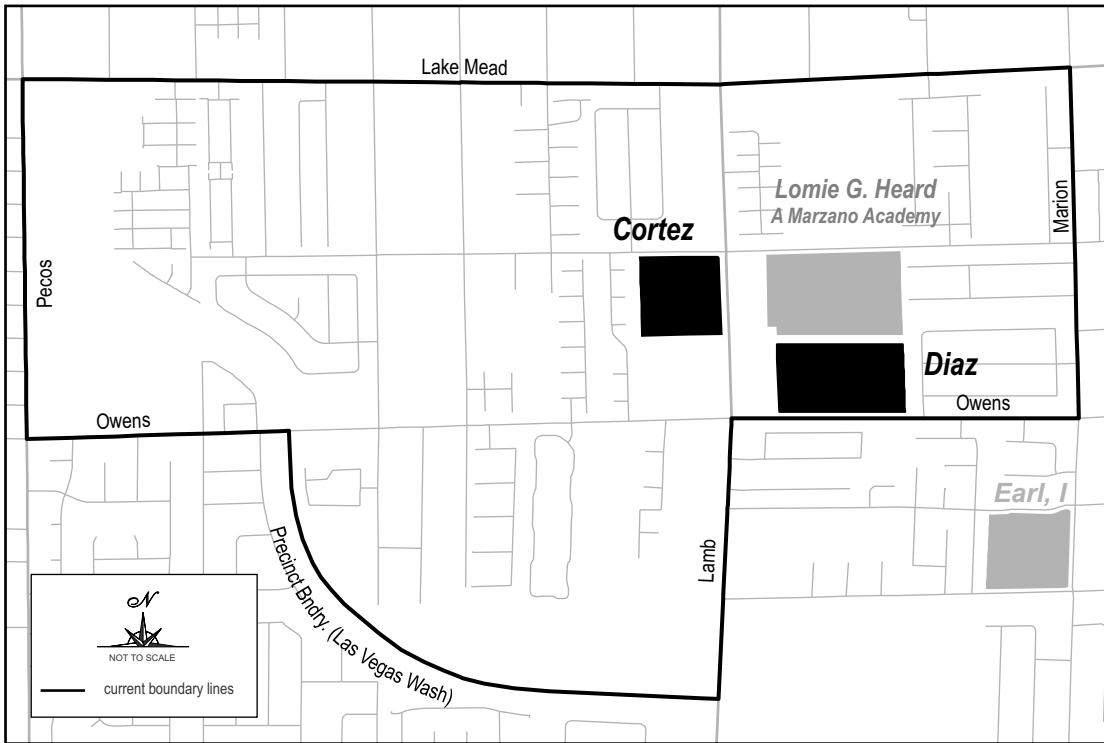 Lake Mead
Lomie G. Heard
A Marzano Academy
Marion
Cortez
Pecos
Diaz
Owens
Owens
Earl, I
Precinct Bndry. (Las Vegas Wash)
Lamb
N
NOT TO SCALE
current boundary lines